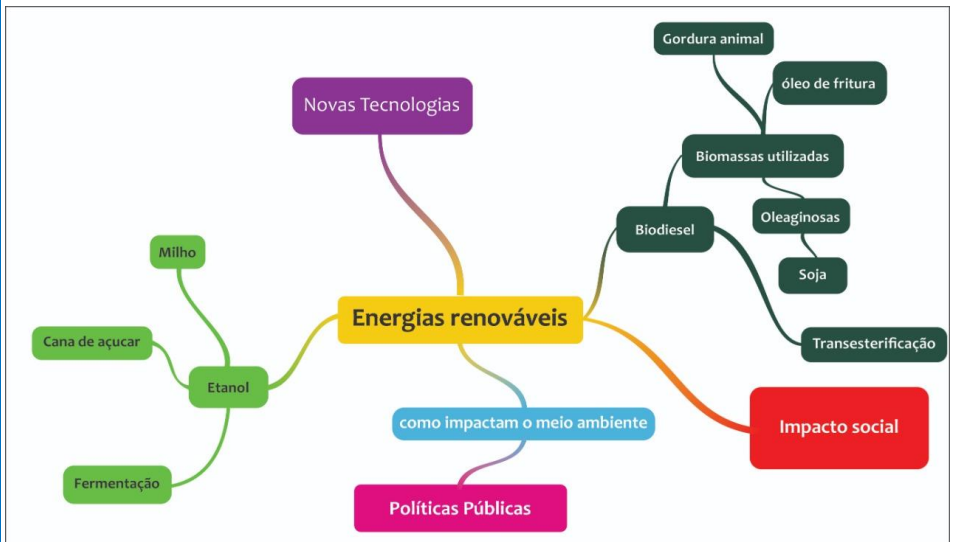 Gordura animal
óleo de fritura
Novas Tecnologias
Biomassas utilizadas
Oleaginosas
Biodiesel
Soja
Milho
Energias renováveis
Cana de açucar
Transesterificação
Etanol
como impactam o meio ambiente
Impacto social
Fermentação
Políticas Públicas